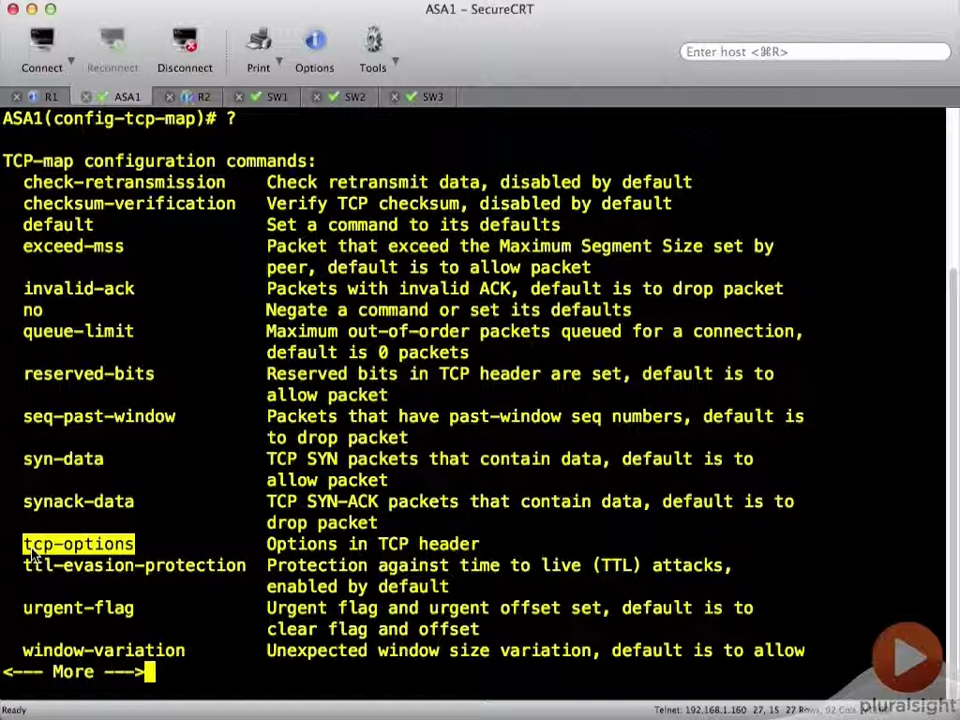 ASA1 - SecureCRT
Connect Reconnect Disconnect Print Options Tools Enter host <⌘R>
R1 ASA1 R2 SW1 SW2 SW3
ASA1(config-tcp-map)# ?
TCP-map configuration commands:
check-retransmission Check retransmit data, disabled by default
checksum-verification Verify TCP checksum, disabled by default
default Set a command to its defaults
exceed-mss Packet that exceed the Maximum Segment Size set by
peer, default is to allow packet
invalid-ack Packets with invalid ACK, default is to drop packet
no Negate a command or set its defaults
queue-limit Maximum out-of-order packets queued for a connection,
default is 0 packets
reserved-bits Reserved bits in TCP header are set, default is to
allow packet
seq-past-window Packets that have past-window seq numbers, default is
to drop packet
syn-data TCP SYN packets that contain data, default is to
allow packet
synack-data TCP SYN-ACK packets that contain data, default is to
drop packet
tcp-options Options in TCP header
ttl-evasion-protection Protection against time to live (TTL) attacks,
enabled by default
urgent-flag Urgent flag and urgent offset set, default is to
clear flag and offset
window-variation Unexpected window size variation, default is to allow
<--- More --->
Ready Telnet: 192.168.1.160 27, 15 27 Rows, 92
pluralsight